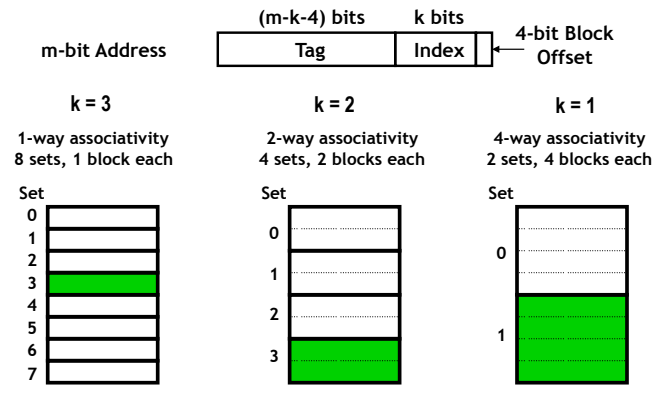 (m-k-4) bits k bits
m-bit Address Tag Index 4-bit Block Offset
k = 3
1-way associativity
8 sets, 1 block each
Set
0
1
2
3
4
5
6
7
k = 2
2-way associativity
4 sets, 2 blocks each
Set
0
1
2
3
k = 1
4-way associativity
2 sets, 4 blocks each
Set
0
1